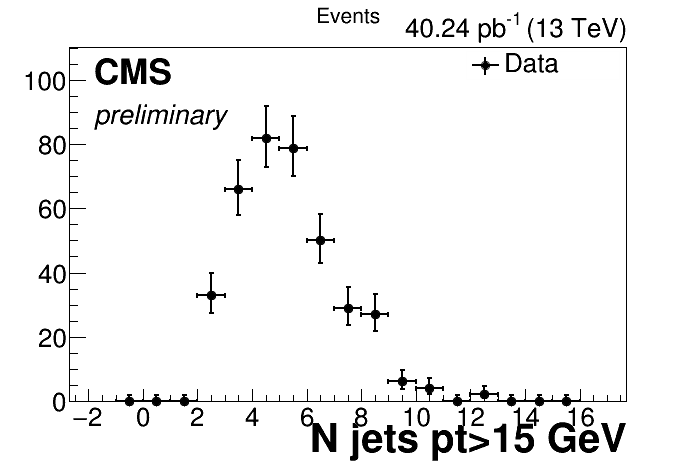 Events
40.24 pb-1 (13 TeV)
CMS
preliminary
Data
100
80
60
40
20
0
−2 0 2 4 6 8 10 12 14 16
N jets pt>15 GeV